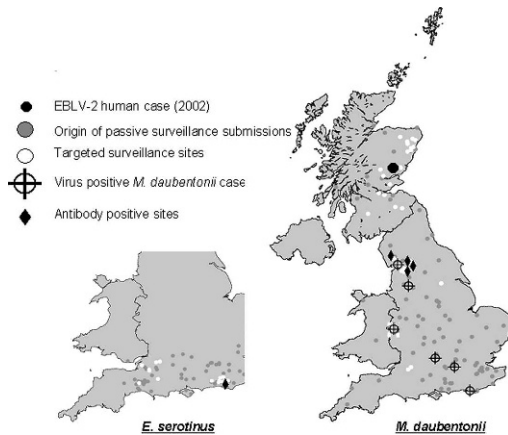 EBLV-2 human case (2002)
Origin of passive surveillance submissions
Targeted surveillance sites
Virus positive M. daubentonii case
Antibody positive sites
E. serotinus
M. daubentonii